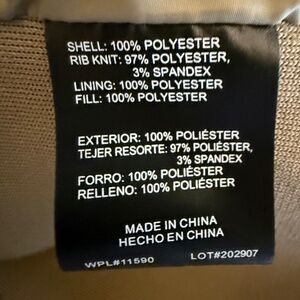 SHELL: 100% POLYESTER
RIB KNIT: 97% POLYESTER,
3% SPANDEX
LINING: 100% POLYESTER
FILL: 100% POLYESTER
EXTERIOR: 100% POLIÉSTER
TEJER RESORTE: 97% POLIÉSTER,
3% SPANDEX
FORRO: 100% POLIÉSTER
RELLENO: 100% POLIÉSTER
MADE IN CHINA
HECHO EN CHINA
WPL#11590 LOT#202907